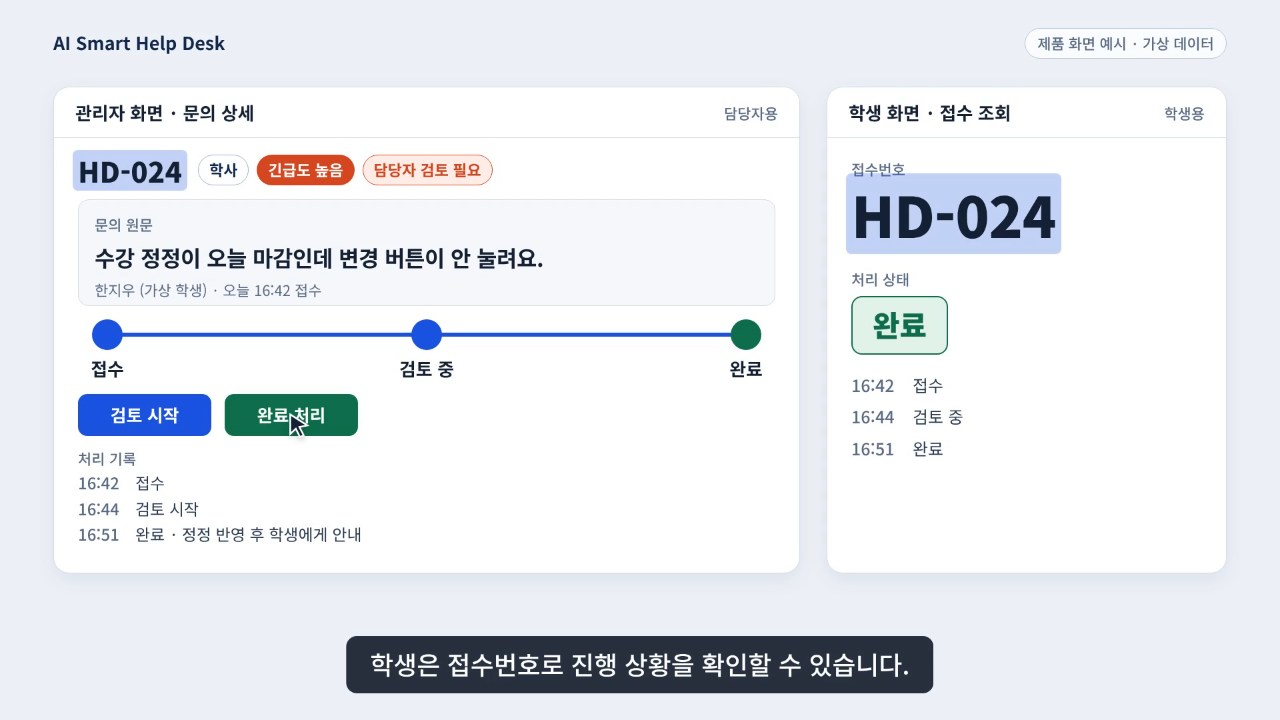 AI Smart Help Desk
제품 화면 예시 · 가상 데이터
관리자 화면 · 문의 상세
담당자용
HD-024
학사
긴급도 높음
담당자 검토 필요
문의 원문
수강 정정이 오늘 마감인데 변경 버튼이 안 눌려요.
한지우 (가상 학생) · 오늘 16:42 접수
접수
검토 중
완료
검토 시작
완료 처리
처리 기록
16:42 접수
16:44 검토 시작
16:51 완료 · 정정 반영 후 학생에게 안내
학생 화면 · 접수 조회
학생용
접수번호
HD-024
처리 상태
완료
16:42 접수
16:44 검토 중
16:51 완료
학생은 접수번호로 진행 상황을 확인할 수 있습니다.